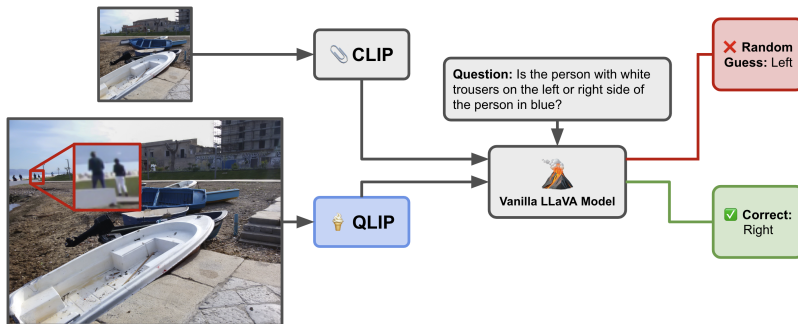 CLIP
Question: Is the person with white
trousers on the left or right side of
the person in blue?
Random
Guess: Left
Vanilla LLaVA Model
QLIP
Correct:
Right